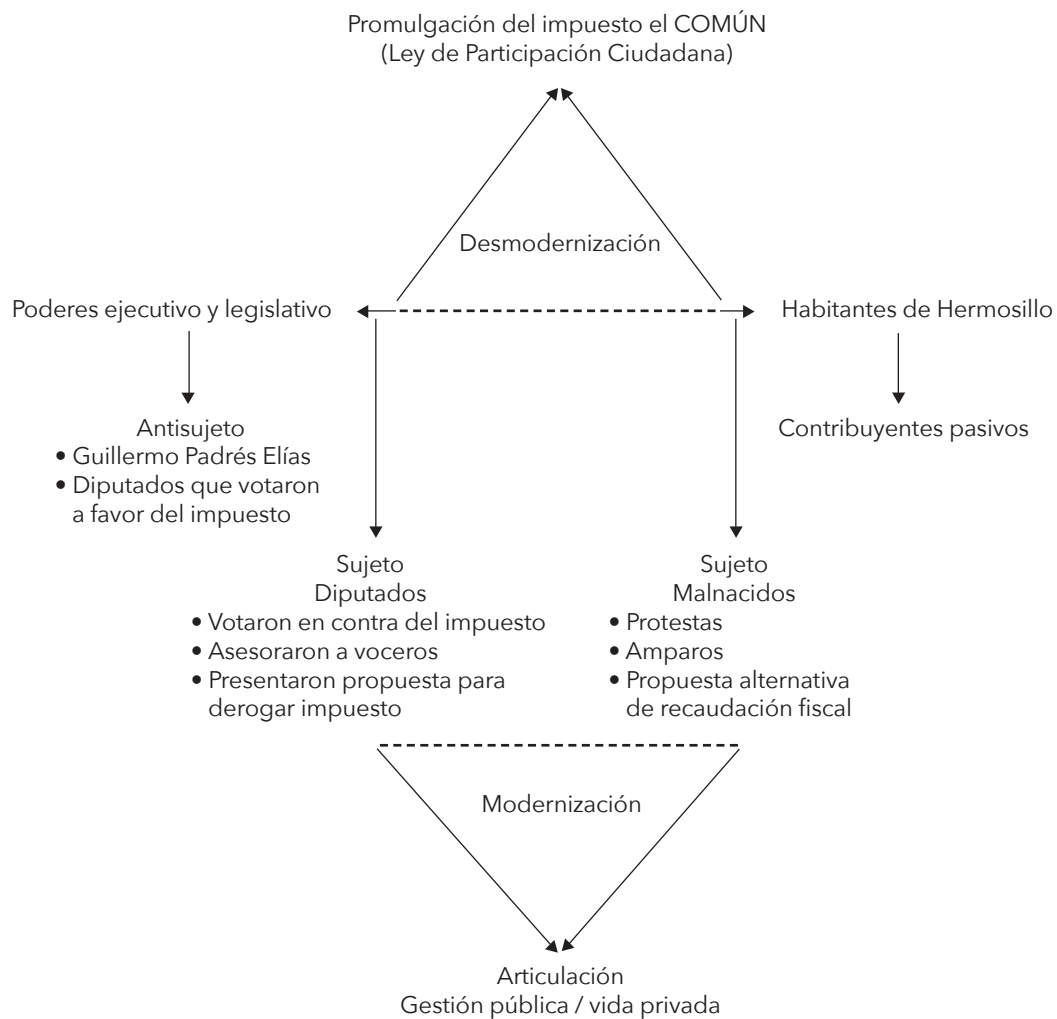 Promulgación del impuesto el COMÚN
(Ley de Participación Ciudadana)
Desmodernización
Poderes ejecutivo y legislativo
Habitantes de Hermosillo
Antisujeto
• Guillermo Padrés Elías
• Diputados que votaron
a favor del impuesto
Contribuyentes pasivos
Sujeto
Diputados
• Votaron en contra del impuesto
• Asesoraron a voceros
• Presentaron propuesta para
derogar impuesto
Sujeto
Malnacidos
• Protestas
• Amparos
• Propuesta alternativa
de recaudación fiscal
Modernización
Articulación
Gestión pública / vida privada